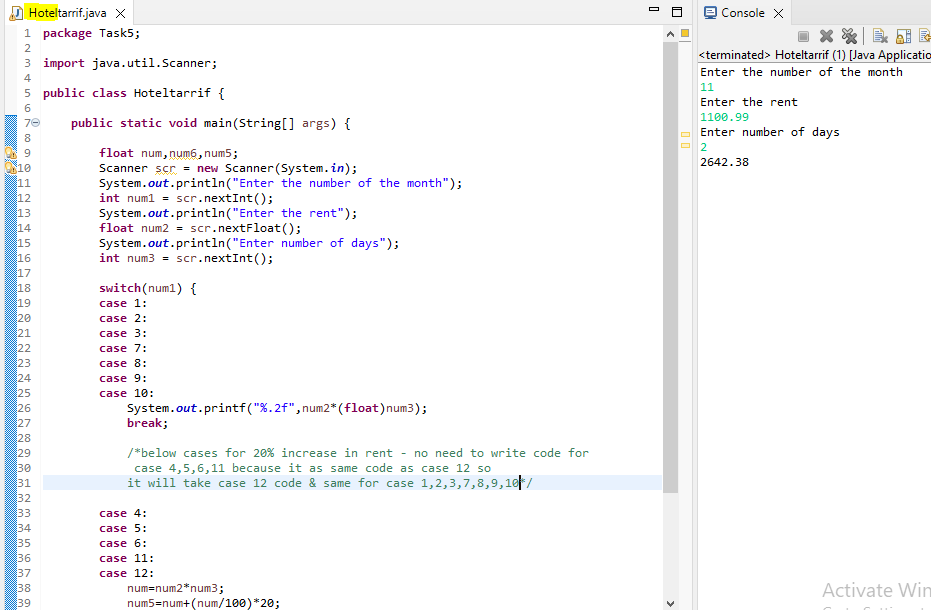 Hoteltarrif.java
1 package Task5;
2
3 import java.util.Scanner;
4
5 public class Hoteltarrif {
6
7 public static void main(String[] args) {
8
9 float num,num6,num5;
10 Scanner scr = new Scanner(System.in);
11 System.out.println("Enter the number of the month");
12 int num1 = scr.nextInt();
13 System.out.println("Enter the rent");
14 float num2 = scr.nextFloat();
15 System.out.println("Enter number of days");
16 int num3 = scr.nextInt();
17
18 switch(num1) {
19 case 1:
20 case 2:
21 case 3:
22 case 7:
23 case 8:
24 case 9:
25 case 10:
26 System.out.printf("%.2f",num2*(float)num3);
27 break;
28
29 /*below cases for 20% increase in rent - no need to write code for
30 case 4,5,6,11 because it as same code as case 12 so
31 it will take case 12 code & same for case 1,2,3,7,8,9,10*/
32
33 case 4:
34 case 5:
35 case 6:
36 case 11:
37 case 12:
38 num=num2*num3;
39 num5=num+(num/100)*20;
Console
<terminated> Hoteltarrif (1) [Java Applicatio
Enter the number of the month
11
Enter the rent
1100.99
Enter number of days
2
2642.38
Activate Win